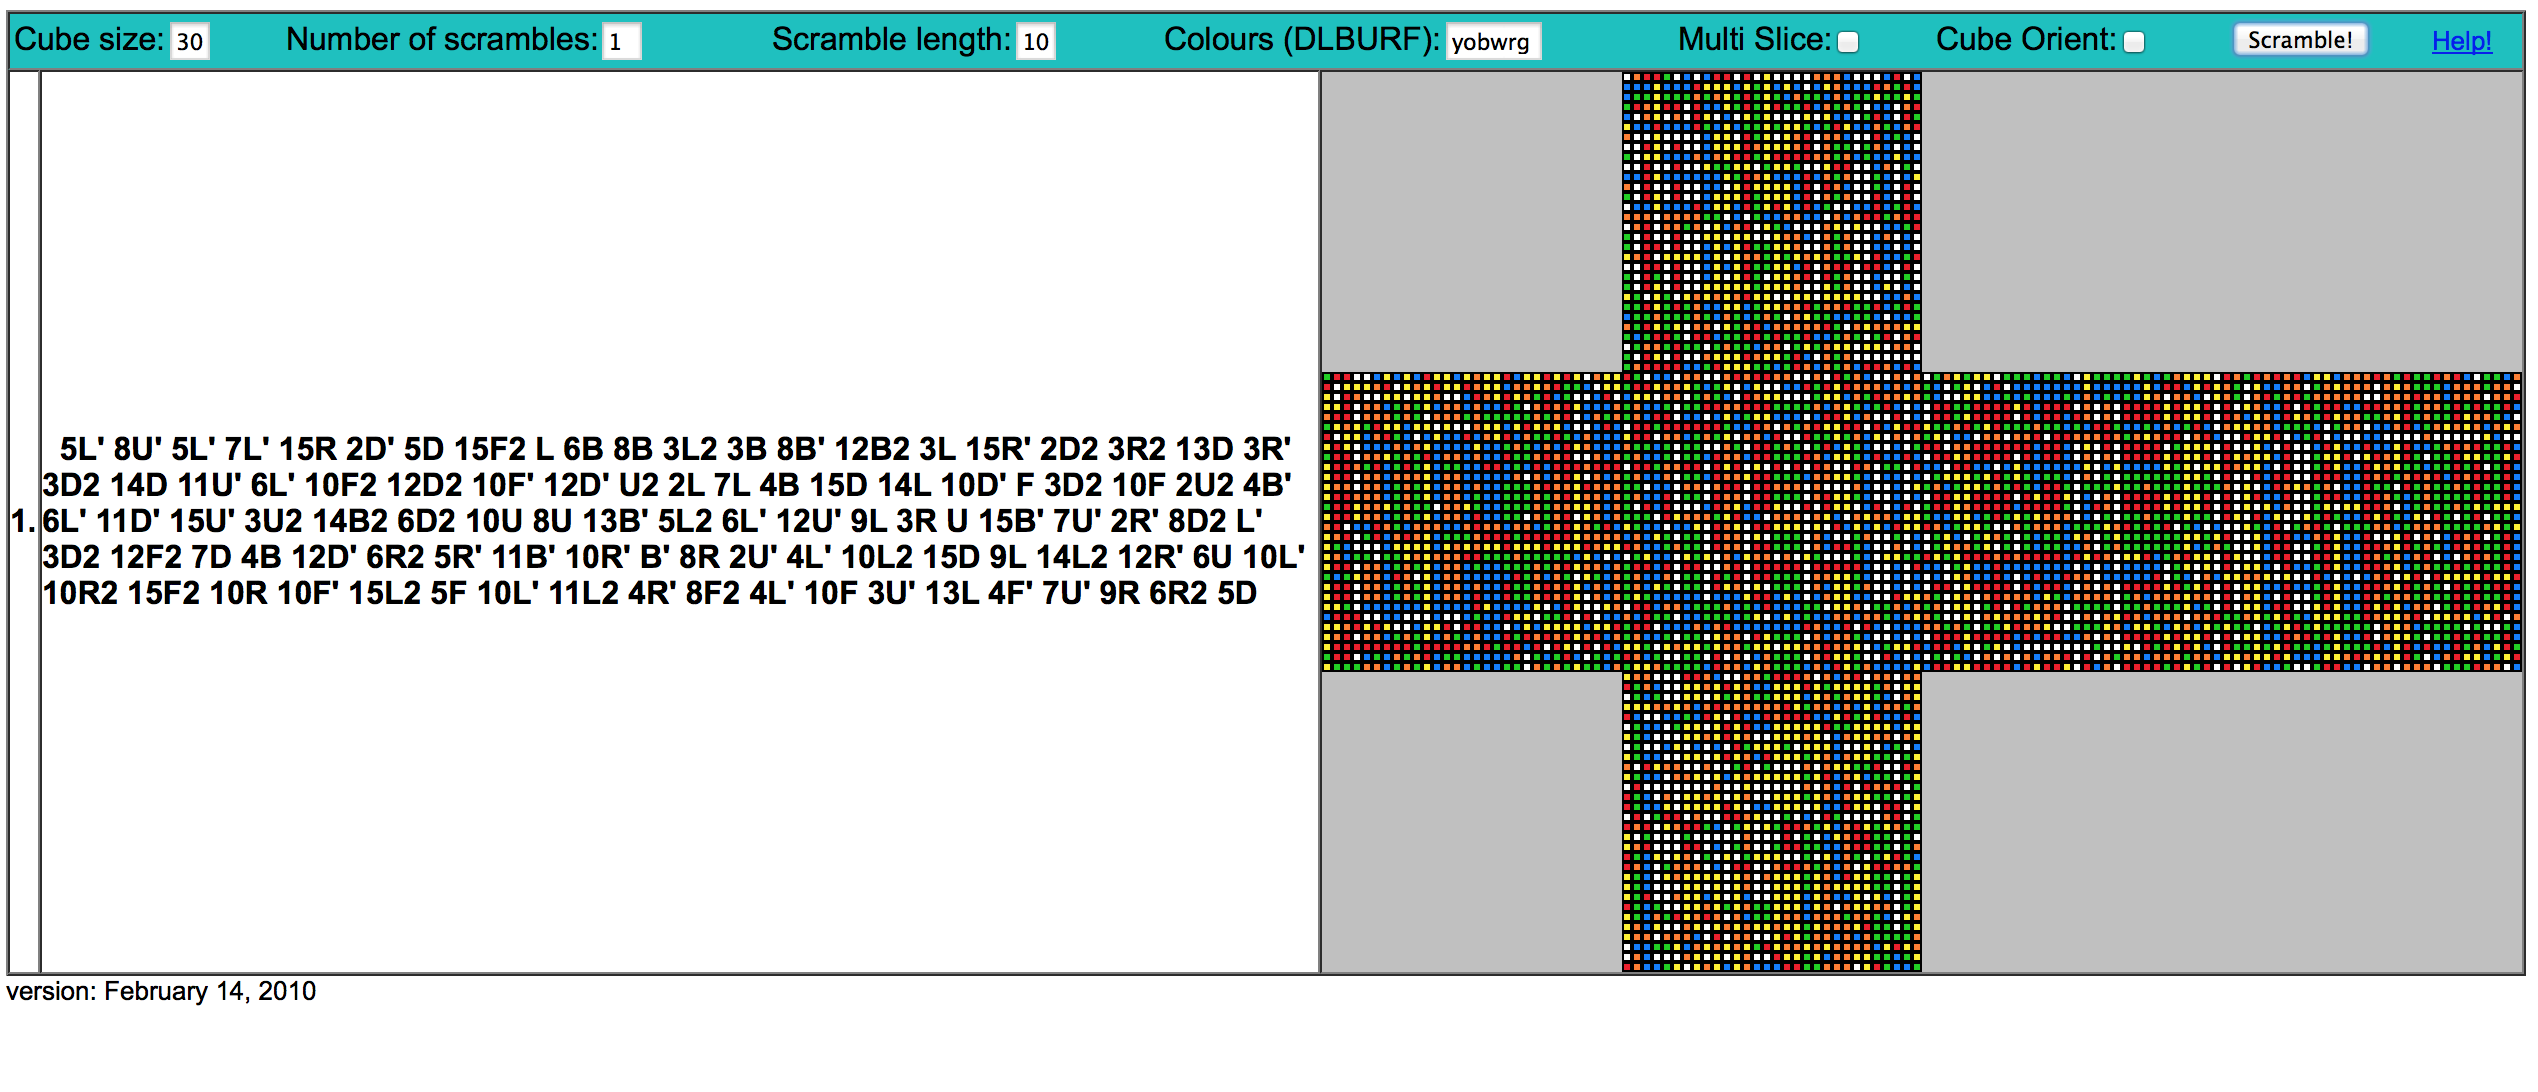 Cube size: 30 Number of scrambles: 1 Scramble length: 10 Colours (DLBURF): yobwrg Multi Slice: Cube Orient: Scramble! Help!
5L' 8U' 5L' 7L' 15R 2D' 5D 15F2 L 6B 8B 3L2 3B 8B' 12B2 3L 15R' 2D2 3R2 13D 3R'
3D2 14D 11U' 6L' 10F2 12D2 10F' 12D' U2 2L 7L 4B 15D 14L 10D' F 3D2 10F 2U2 4B'
1. 6L' 11D' 15U' 3U2 14B2 6D2 10U 8U 13B' 5L2 6L' 12U' 9L 3R U 15B' 7U' 2R' 8D2 L'
3D2 12F2 7D 4B 12D' 6R2 5R' 11B' 10R' B' 8R 2U' 4L' 10L2 15D 9L 14L2 12R' 6U 10L'
10R2 15F2 10R 10F' 15L2 5F 10L' 11L2 4R' 8F2 4L' 10F 3U' 13L 4F' 7U' 9R 6R2 5D
version: February 14, 2010